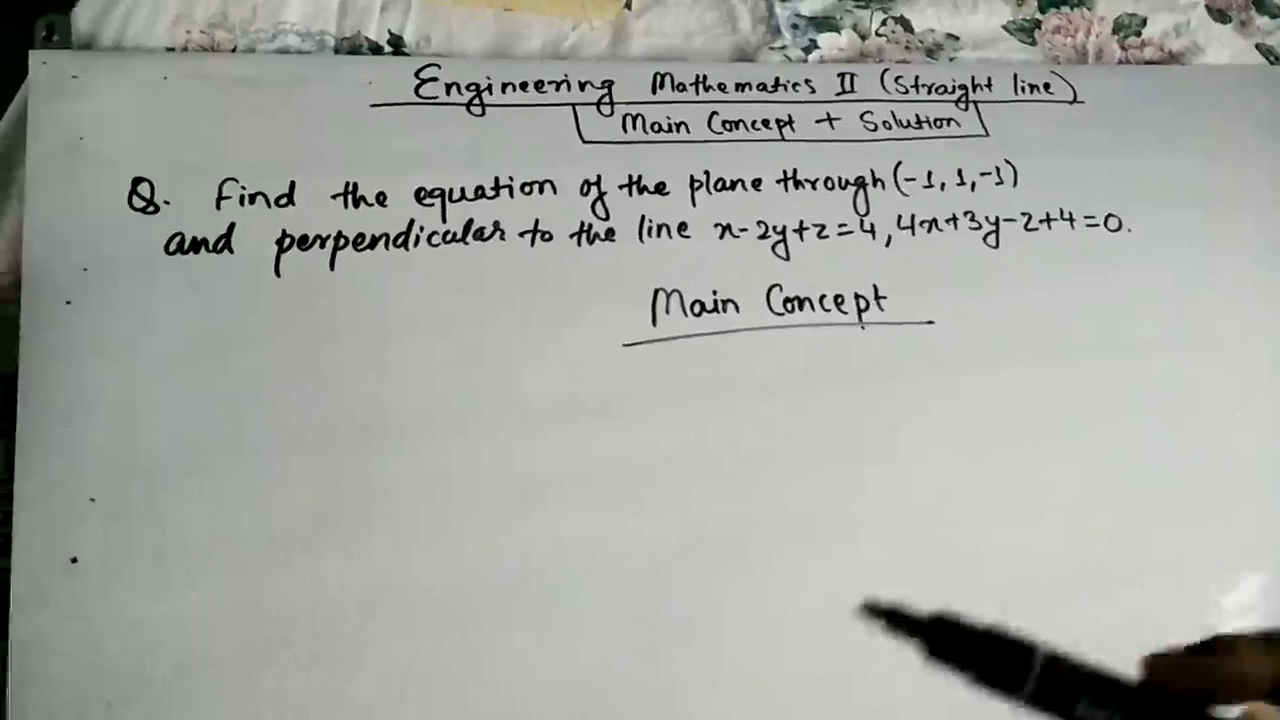 Engineering Mathematics II (Straight line)
Main Concept + Solution
Q. Find the equation of the plane through (-1, 1, -1)
and perpendicular to the line x-2y+z=4, 4x+3y-z+4=0.
Main Concept